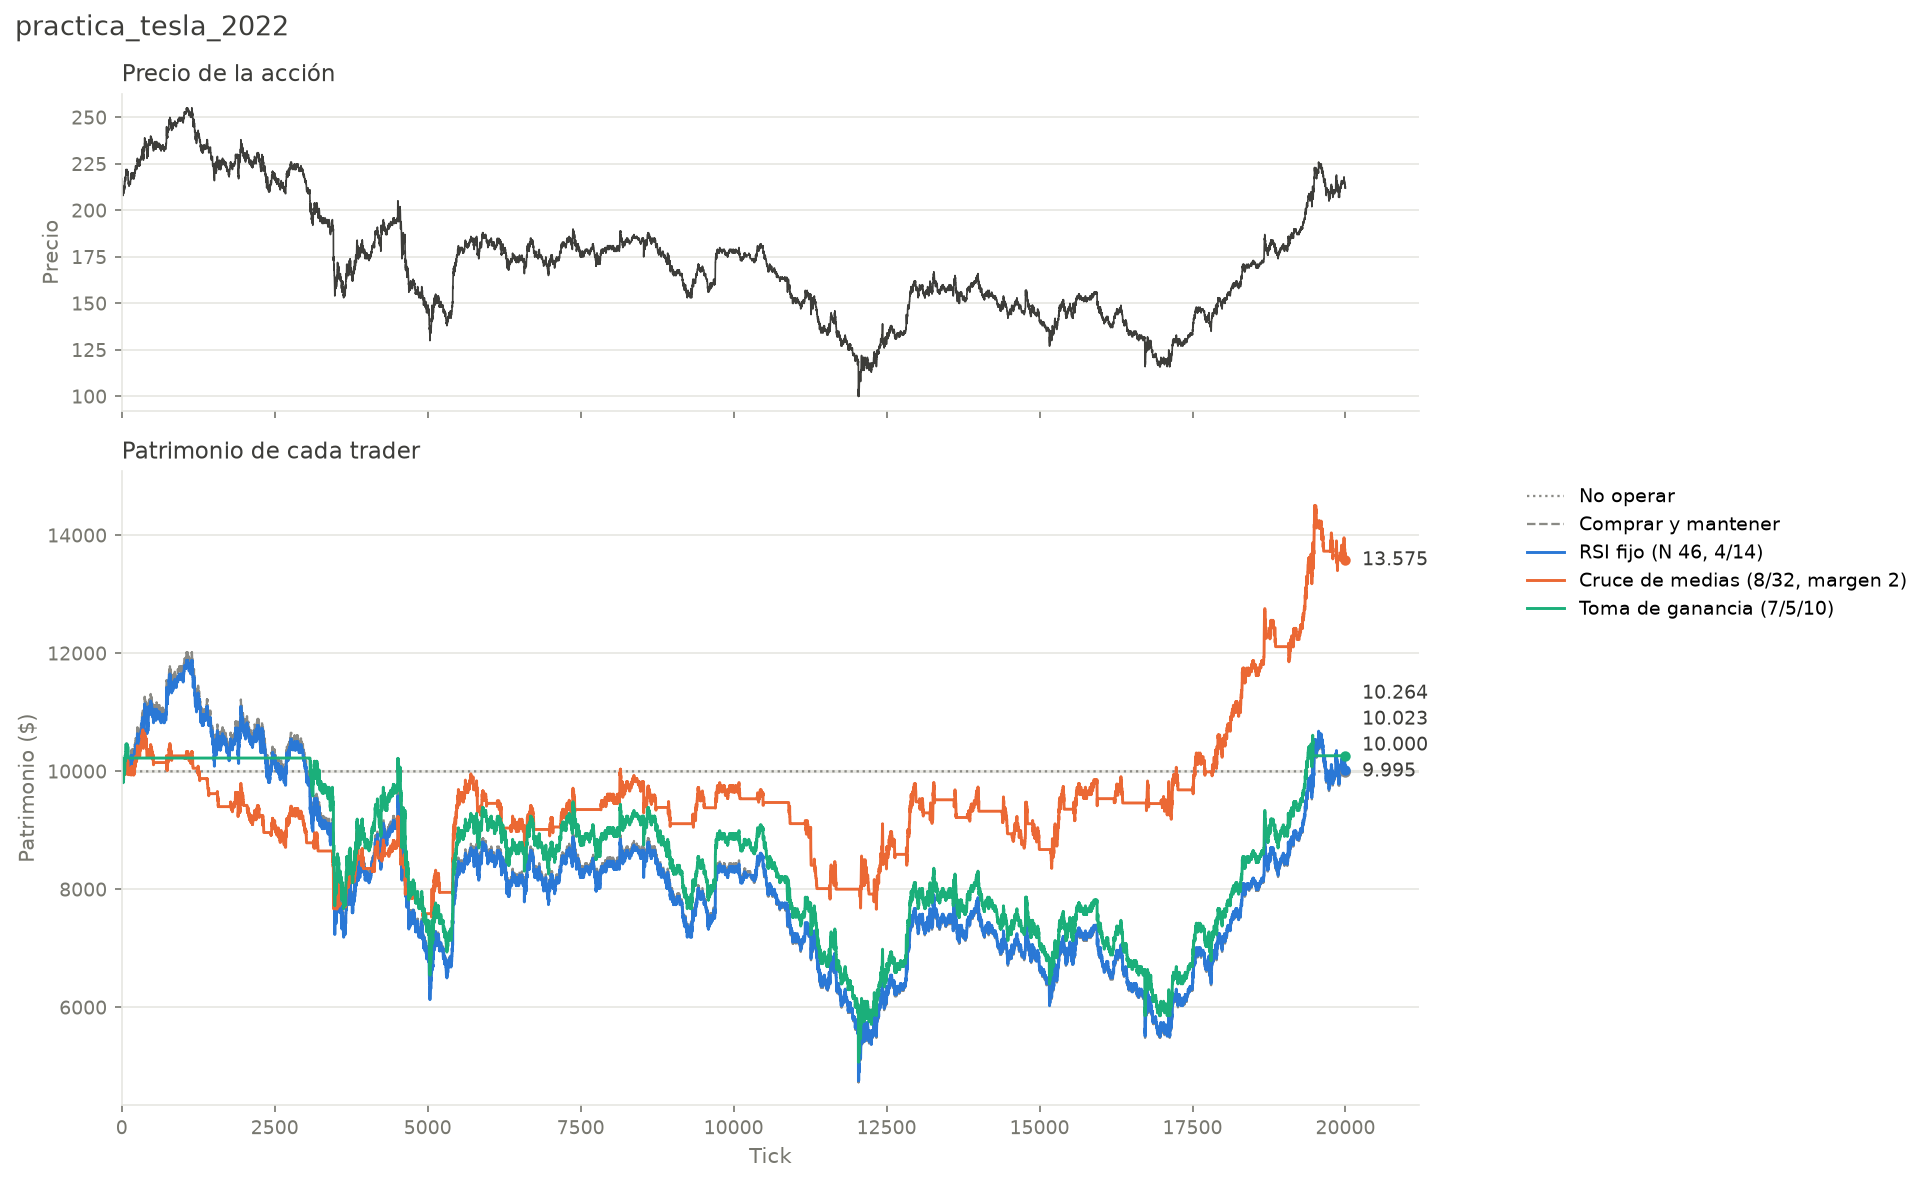 practica_tesla_2022
Precio de la acción
250
225
200
175
150
125
100
Precio
Patrimonio de cada trader
14000
12000
10000
8000
6000
Patrimonio ($)
0 2500 5000 7500 10000 12500 15000 17500 20000
Tick
13.575
10.264
10.023
10.000
9.995
No operar
Comprar y mantener
RSI fijo (N 46, 4/14)
Cruce de medias (8/32, margen 2)
Toma de ganancia (7/5/10)